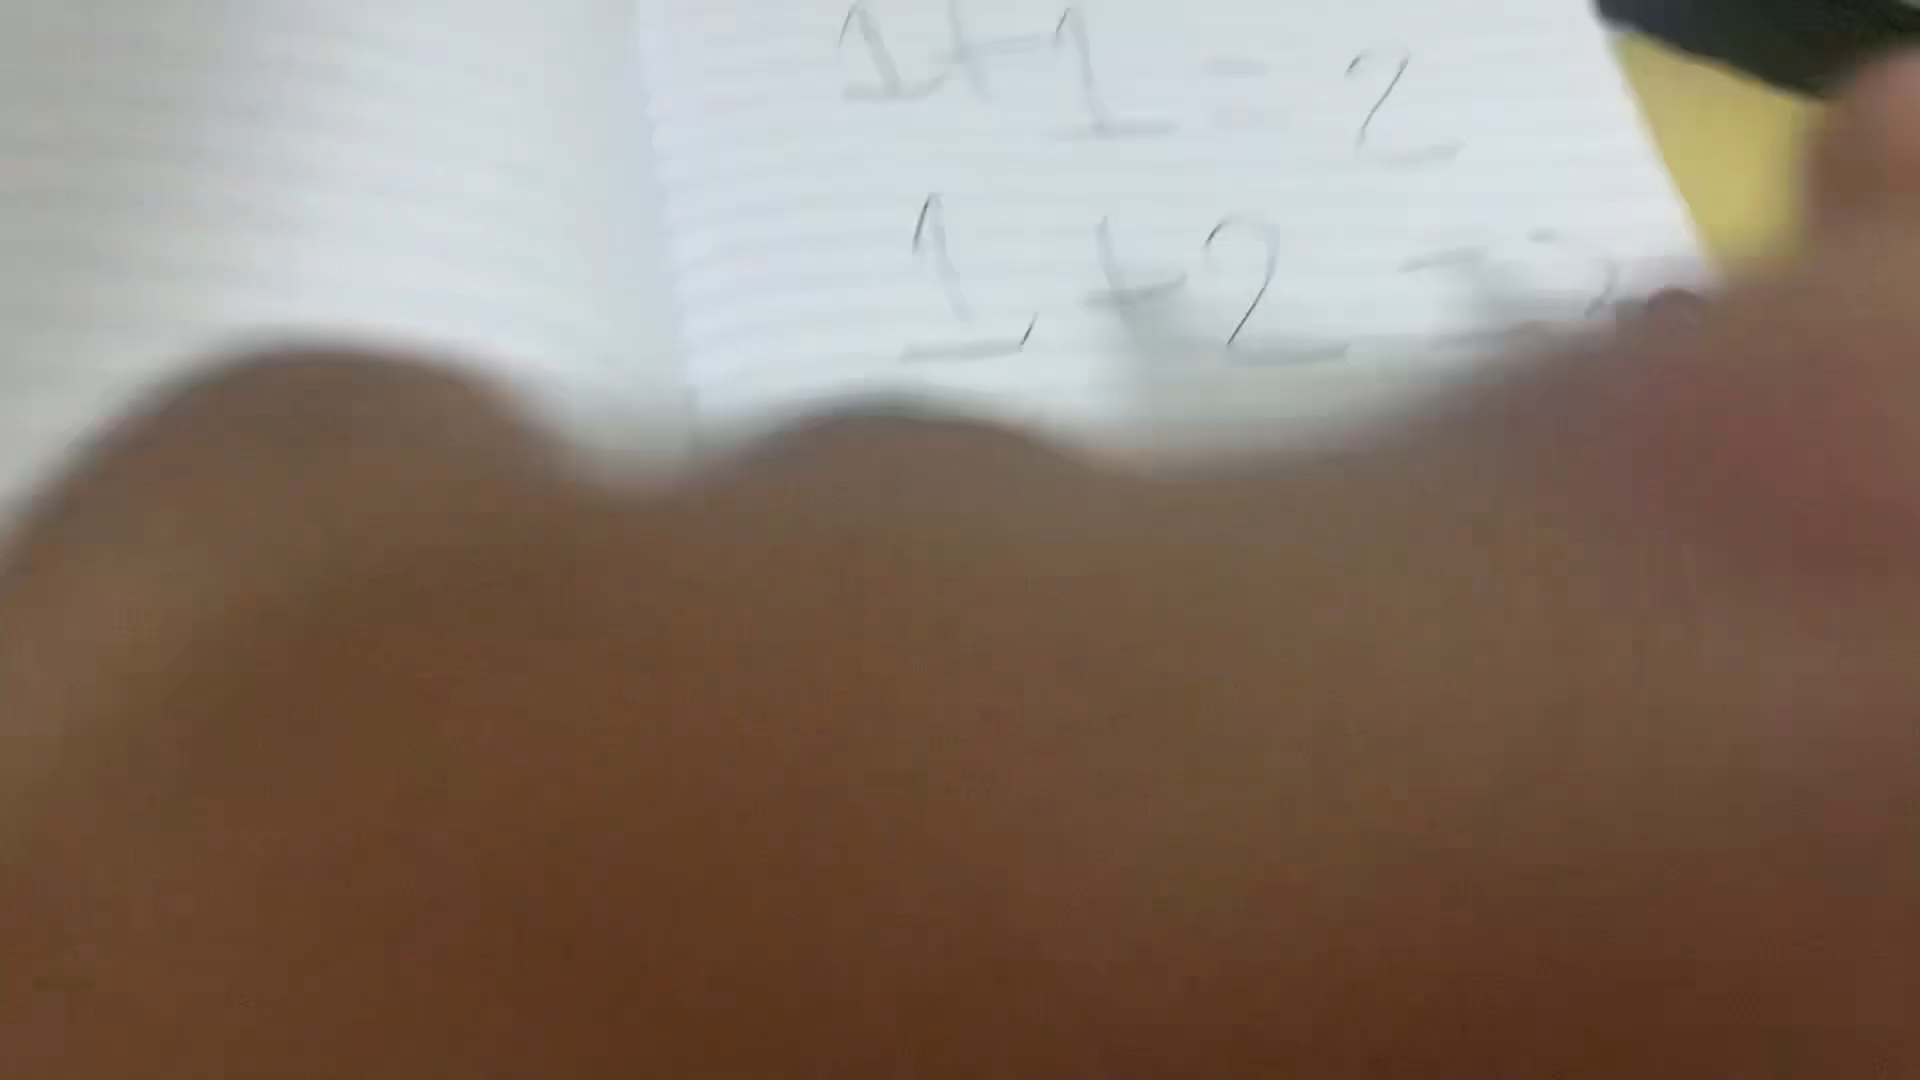 1+1 = 2
1+2 =